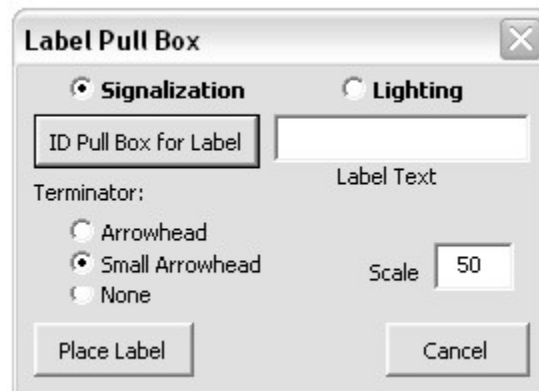 Label Pull Box
Signalization Lighting
ID Pull Box for Label
Label Text
Terminator:
Arrowhead
Small Arrowhead
Scale 50
None
Place Label Cancel